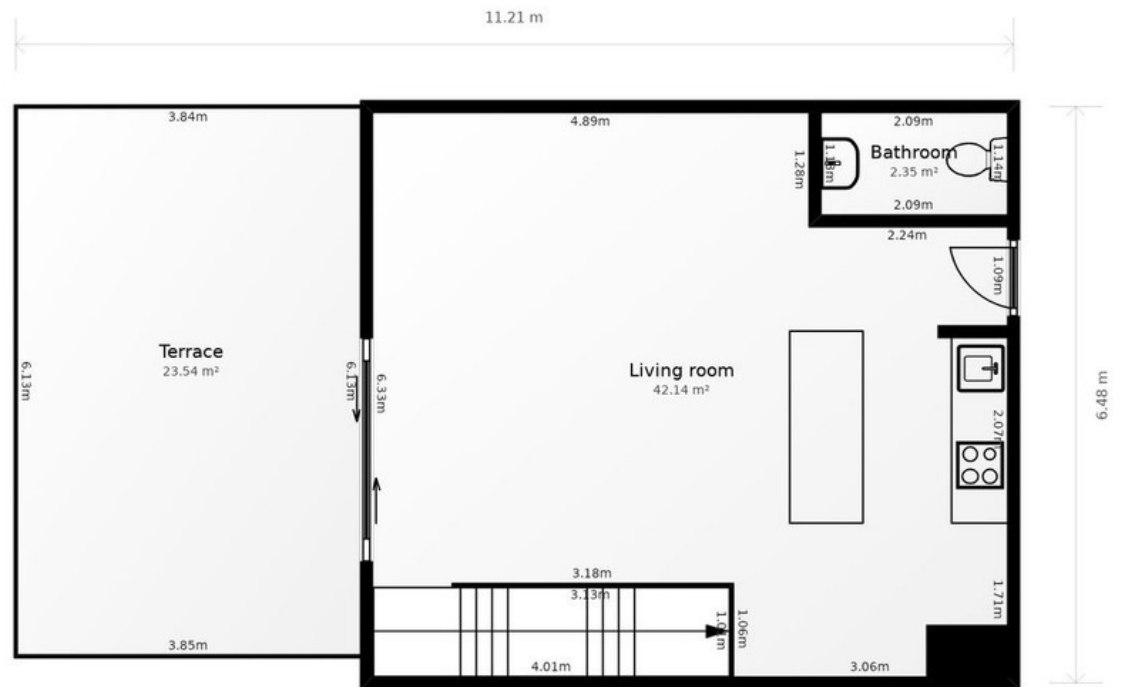 11.21 m
3.84m
4.89m
2.09m
1.28m
Bathroom
2.35 m²
1.14m
2.09m
2.24m
1.09m
Terrace
23.54 m²
6.13m
6.13m
6.33m
Living room
42.14 m²
6.48 m
3.18m
3.13m
1.71m
1.06m
3.85m
4.01m
3.06m